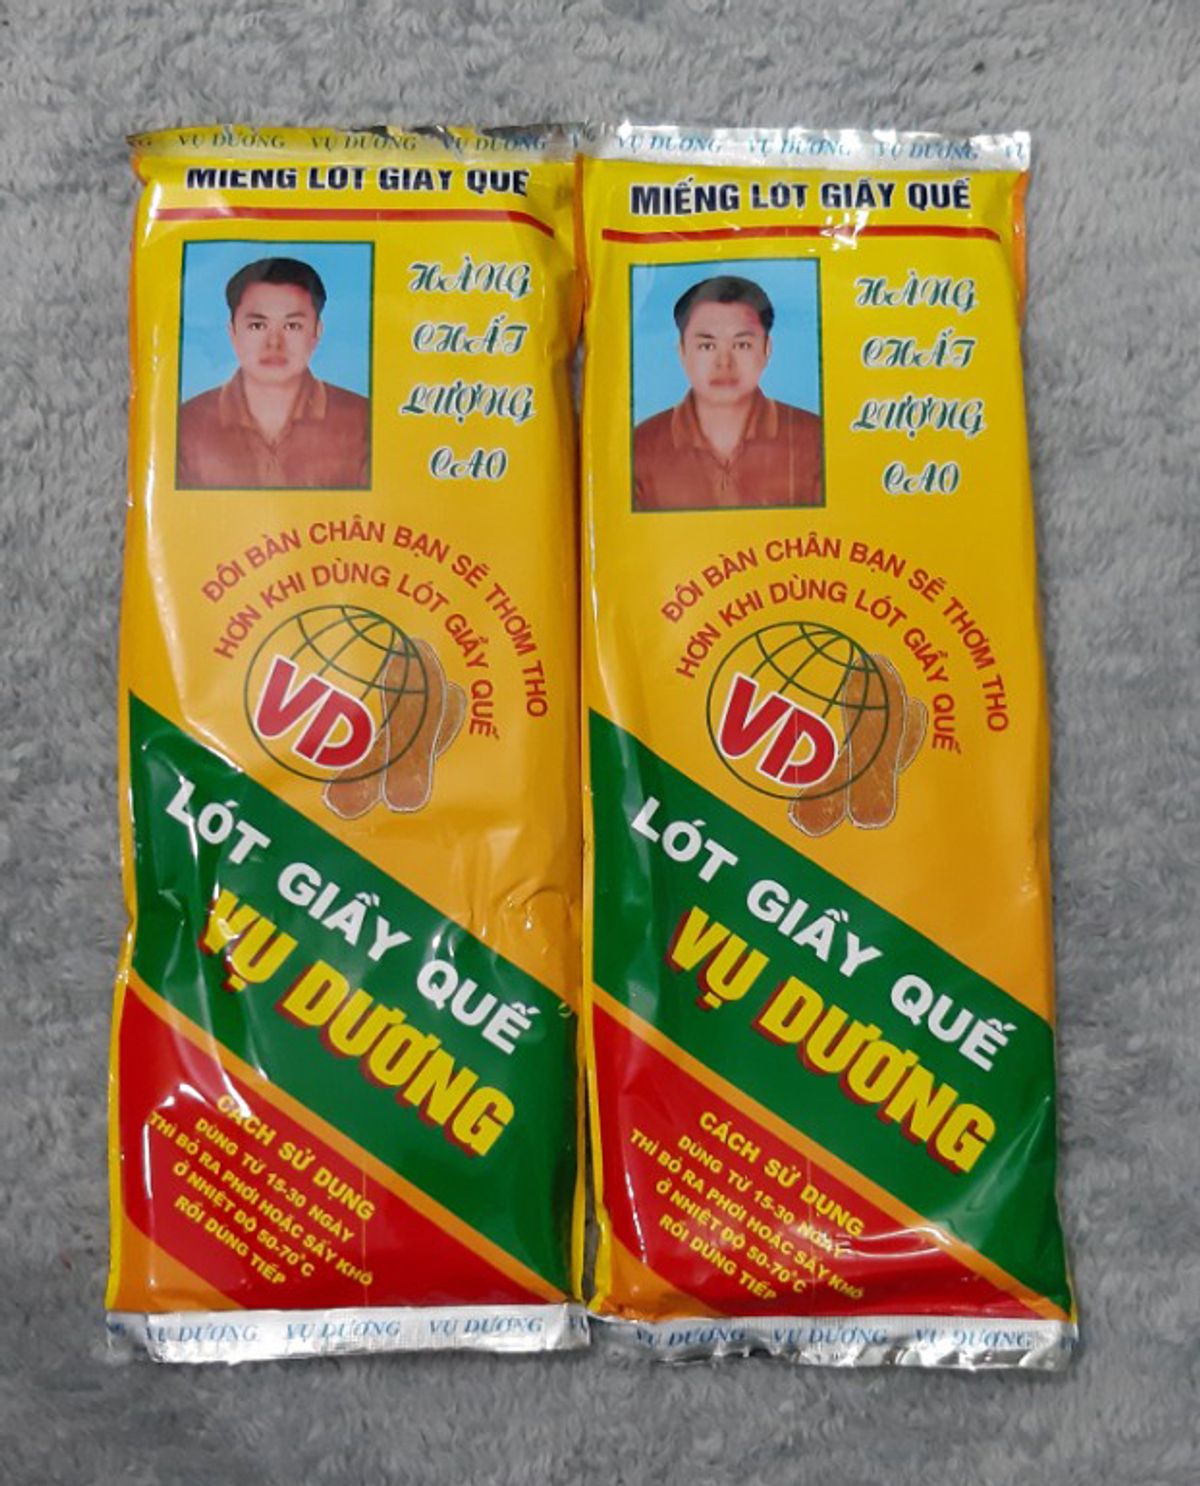 VỤ DƯƠNG VỤ DƯƠNG VỤ DƯƠNG
MIẾNG LÓT GIẦY QUẾ
HÀNG
CHẤT
LƯỢNG
CAO
ĐÔI BÀN CHÂN BẠN SẼ THƠM THO
HƠN KHI DÙNG LÓT GIẦY QUẾ
VD
LÓT GIẦY QUẾ
VỤ DƯƠNG
CÁCH SỬ DỤNG
DÙNG TỪ 15-30 NGÀY
THÌ BỎ RA PHƠI HOẶC SẤY KHÔ
Ở NHIỆT ĐỘ 50-70°C
RỒI DÙNG TIẾP
VỤ DƯƠNG VỤ DƯƠNG VỤ DƯƠNG
VỤ DƯƠNG VỤ DƯƠNG VỤ DƯƠNG
MIẾNG LÓT GIẦY QUẾ
HÀNG
CHẤT
LƯỢNG
CAO
ĐÔI BÀN CHÂN BẠN SẼ THƠM THO
HƠN KHI DÙNG LÓT GIẦY QUẾ
VD
LÓT GIẦY QUẾ
VỤ DƯƠNG
CÁCH SỬ DỤNG
DÙNG TỪ 15-30 NGÀY
THÌ BỎ RA PHƠI HOẶC SẤY KHÔ
Ở NHIỆT ĐỘ 50-70°C
RỒI DÙNG TIẾP
VỤ DƯƠNG VỤ DƯƠNG VỤ DƯƠNG